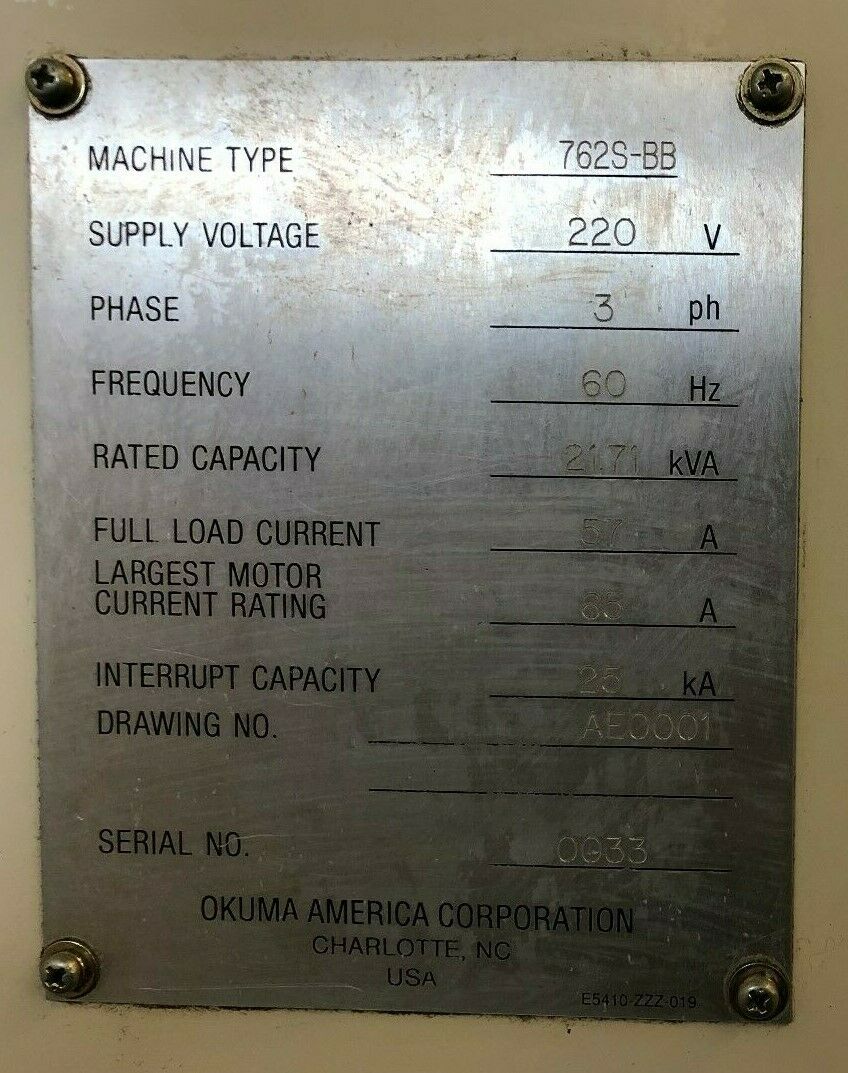 MACHINE TYPE 762S-BB
SUPPLY VOLTAGE 220 V
PHASE 3 ph
FREQUENCY 60 Hz
RATED CAPACITY 21.71 kVA
FULL LOAD CURRENT 57 A
LARGEST MOTOR
CURRENT RATING A
INTERRUPT CAPACITY 25 kA
DRAWING NO. AE0001
SERIAL NO. 0G33
OKUMA AMERICA CORPORATION
CHARLOTTE, NC
USA
E5410-ZZZ-019